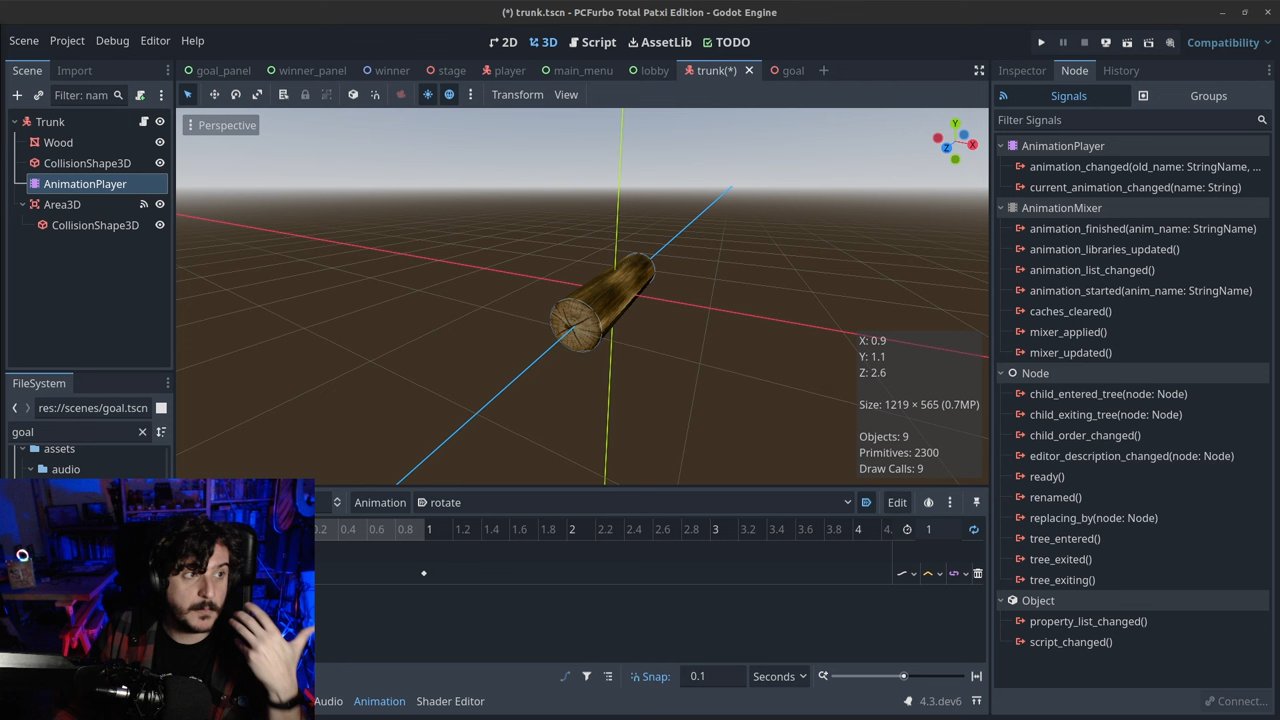 (*) trunk.tscn - PCFurbo Total Patxi Edition - Godot Engine
Scene Project Debug Editor Help
2D 3D Script AssetLib TODO
Compatibility
Scene Import
goal_panel winner_panel winner stage player main_menu lobby trunk(*) goal
Inspector Node History
Filter: nam
Transform View
Signals Groups
Filter Signals
Trunk
Wood
CollisionShape3D
AnimationPlayer
Area3D
CollisionShape3D
Perspective
Y
X
Z
X: 0.9
Y: 1.1
Z: 2.6
Size: 1219 × 565 (0.7MP)
Objects: 9
Primitives: 2300
Draw Calls: 9
AnimationPlayer
animation_changed(old_name: StringName, ...
current_animation_changed(name: String)
AnimationMixer
animation_finished(anim_name: StringName)
animation_libraries_updated()
animation_list_changed()
animation_started(anim_name: StringName)
caches_cleared()
mixer_applied()
mixer_updated()
Node
child_entered_tree(node: Node)
child_exiting_tree(node: Node)
child_order_changed()
editor_description_changed(node: Node)
ready()
renamed()
replacing_by(node: Node)
tree_entered()
tree_exited()
tree_exiting()
Object
property_list_changed()
script_changed()
Connect...
FileSystem
res://scenes/goal.tscn
goal
assets
audio
Animation rotate Edit
0.2 0.4 0.6 0.8 1 1.2 1.4 1.6 1.8 2 2.2 2.4 2.6 2.8 3 3.2 3.4 3.6 3.8 4 4. 1
Snap: 0.1 Seconds
Audio Animation Shader Editor
4.3.dev6